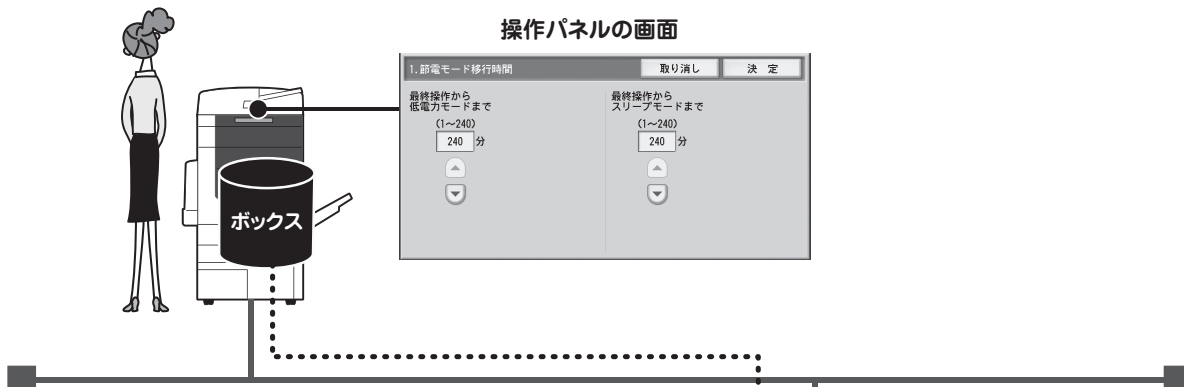 操作パネルの画面
1.節電モード移行時間
取り消し
決 定
最終操作から
低電力モードまで
(1~240)
240 分
最終操作から
スリープモードまで
(1~240)
240 分
ボックス